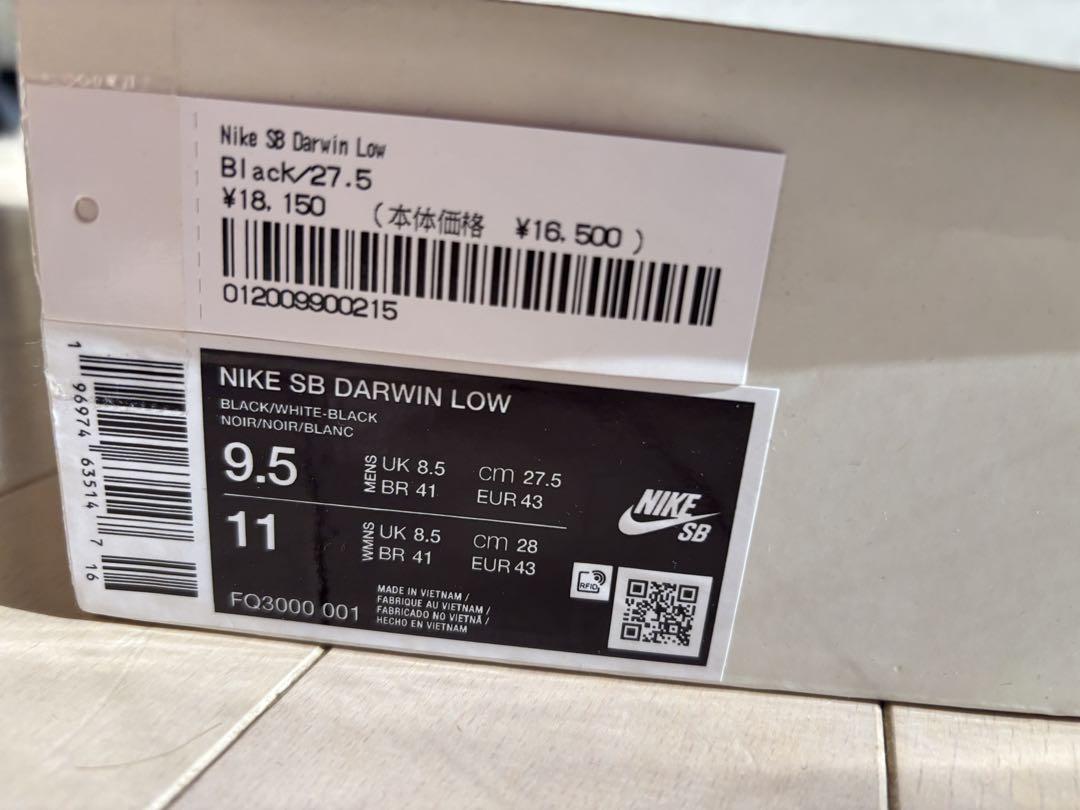 Nike SB Darwin Low
Black/27.5
¥18,150 (本体価格 ¥16,500 )
012009900215
1 96974 63514 7 16
NIKE SB DARWIN LOW
BLACK/WHITE-BLACK
NOIR/NOIR/BLANC
9.5
MENS
UK 8.5 cm 27.5
BR 41 EUR 43
11
WMNS
UK 8.5 cm 28
BR 41 EUR 43
NIKE
SB
RFID
FQ3000 001
MADE IN VIETNAM /
FABRIQUE AU VIETNAM /
FABRICADO NO VIETNÃ /
HECHO EN VIETNAM